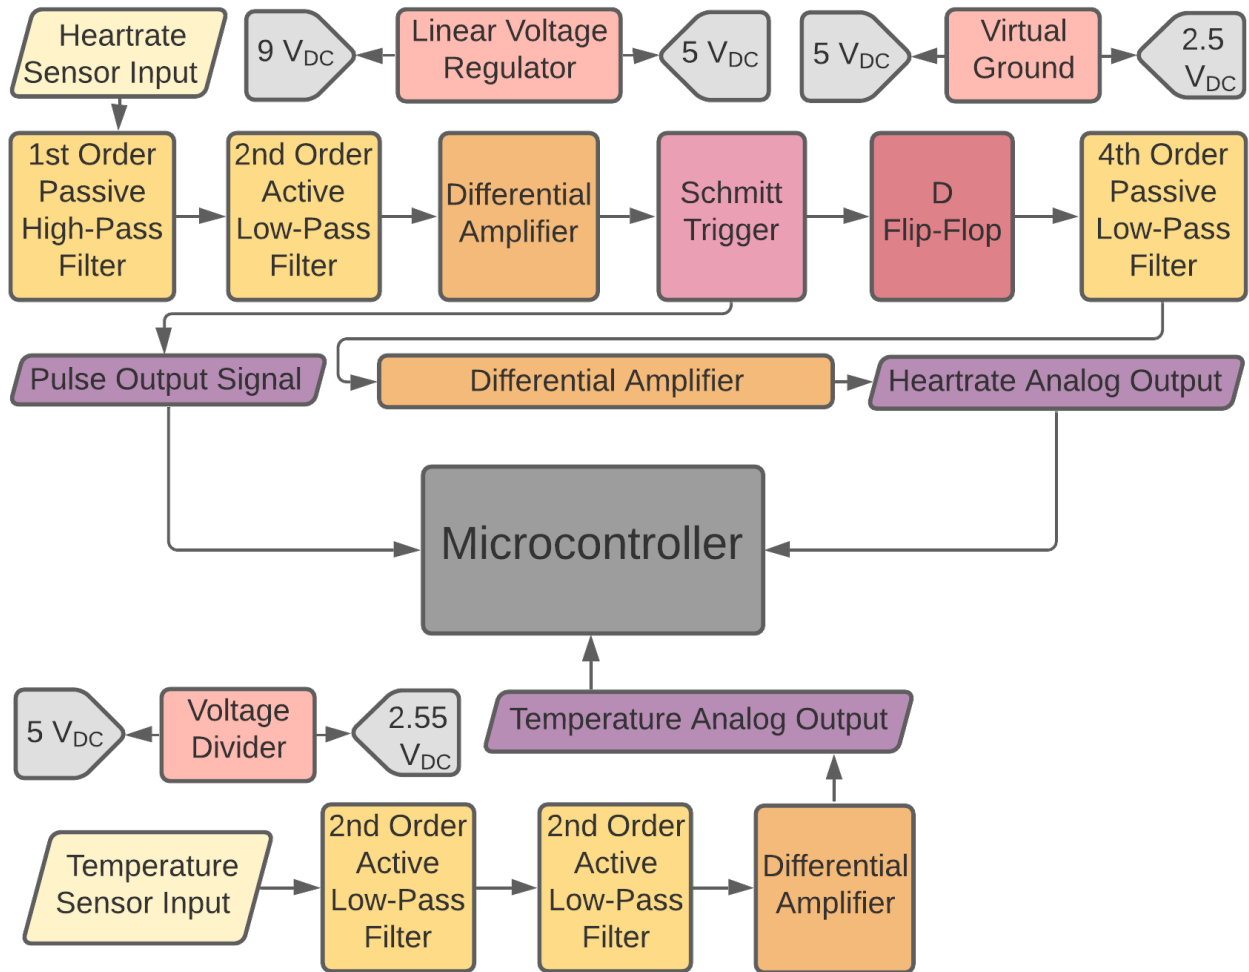 Heartrate
Sensor Input
9 VDC
Linear Voltage
Regulator
5 VDC
5 VDC
Virtual
Ground
2.5
VDC
1st Order
Passive
High-Pass
Filter
2nd Order
Active
Low-Pass
Filter
Differential
Amplifier
Schmitt
Trigger
D
Flip-Flop
4th Order
Passive
Low-Pass
Filter
Pulse Output Signal
Differential Amplifier
Heartrate Analog Output
Microcontroller
5 VDC
Voltage
Divider
2.55
VDC
Temperature Analog Output
Temperature
Sensor Input
2nd Order
Active
Low-Pass
Filter
2nd Order
Active
Low-Pass
Filter
Differential
Amplifier